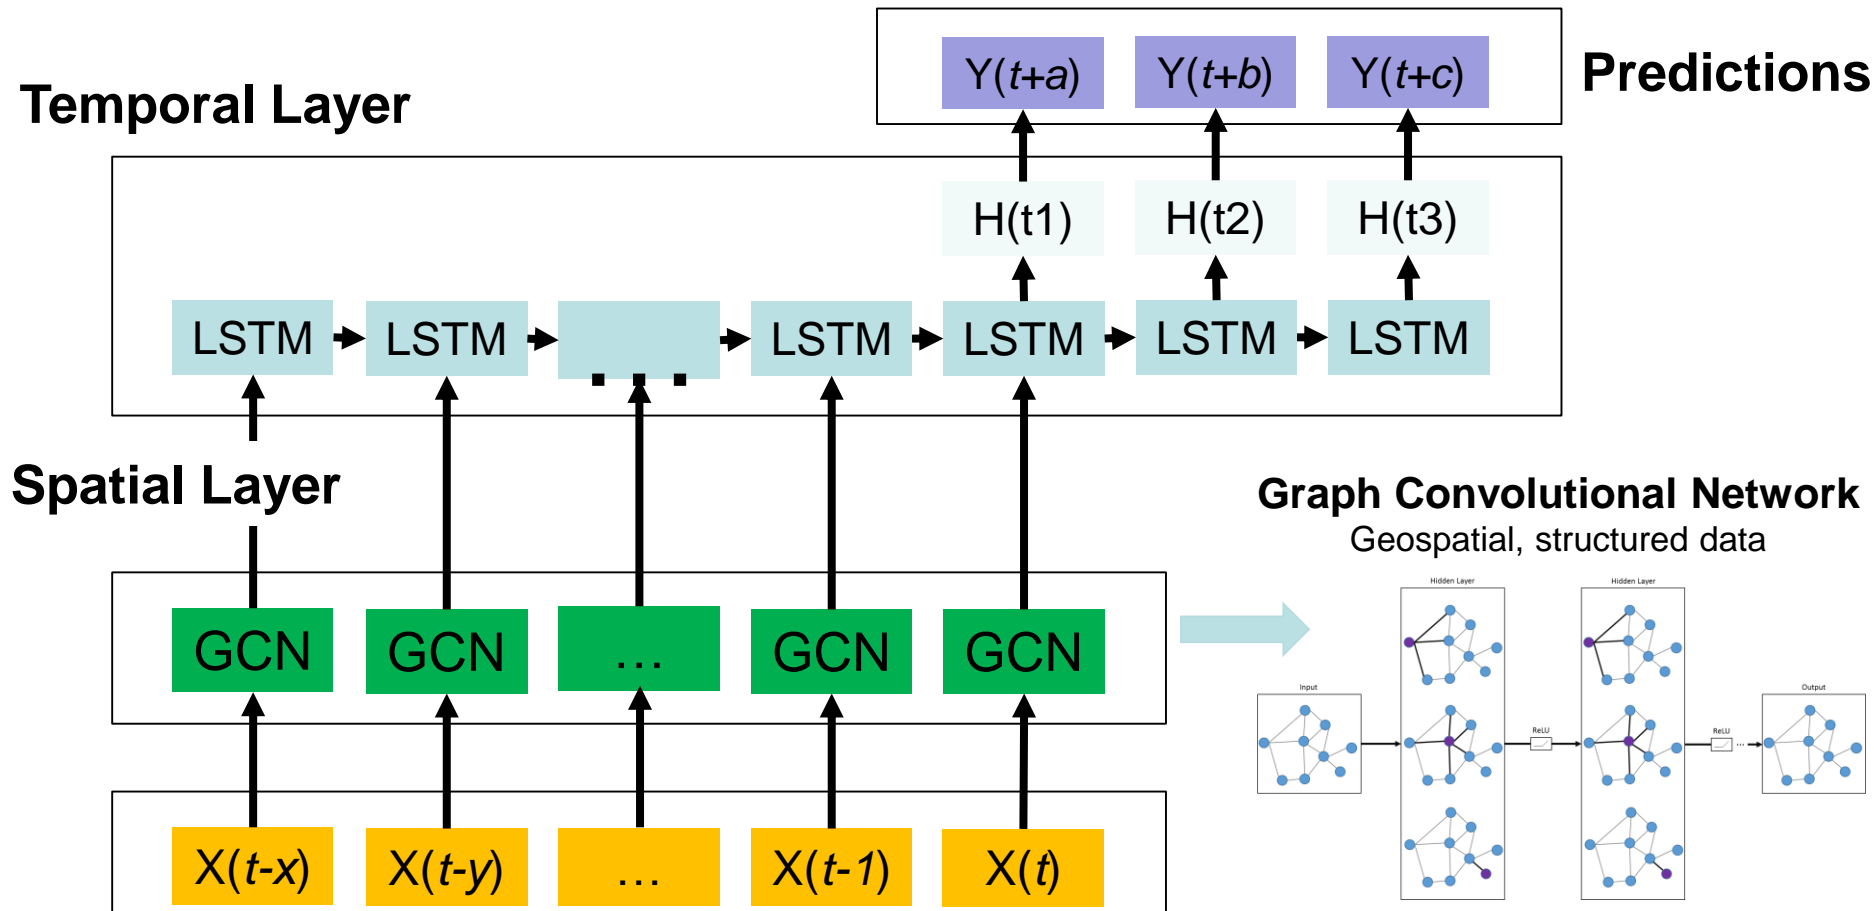 Y(t+a) Y(t+b) Y(t+c)
Predictions
Temporal Layer
H(t1) H(t2) H(t3)
LSTM LSTM ... LSTM LSTM LSTM LSTM
Spatial Layer
Graph Convolutional Network
Geospatial, structured data
GCN GCN ... GCN GCN
Hidden Layer Hidden Layer
Input
ReLU
ReLU ...
Output
X(t-x) X(t-y) ... X(t-1) X(t)